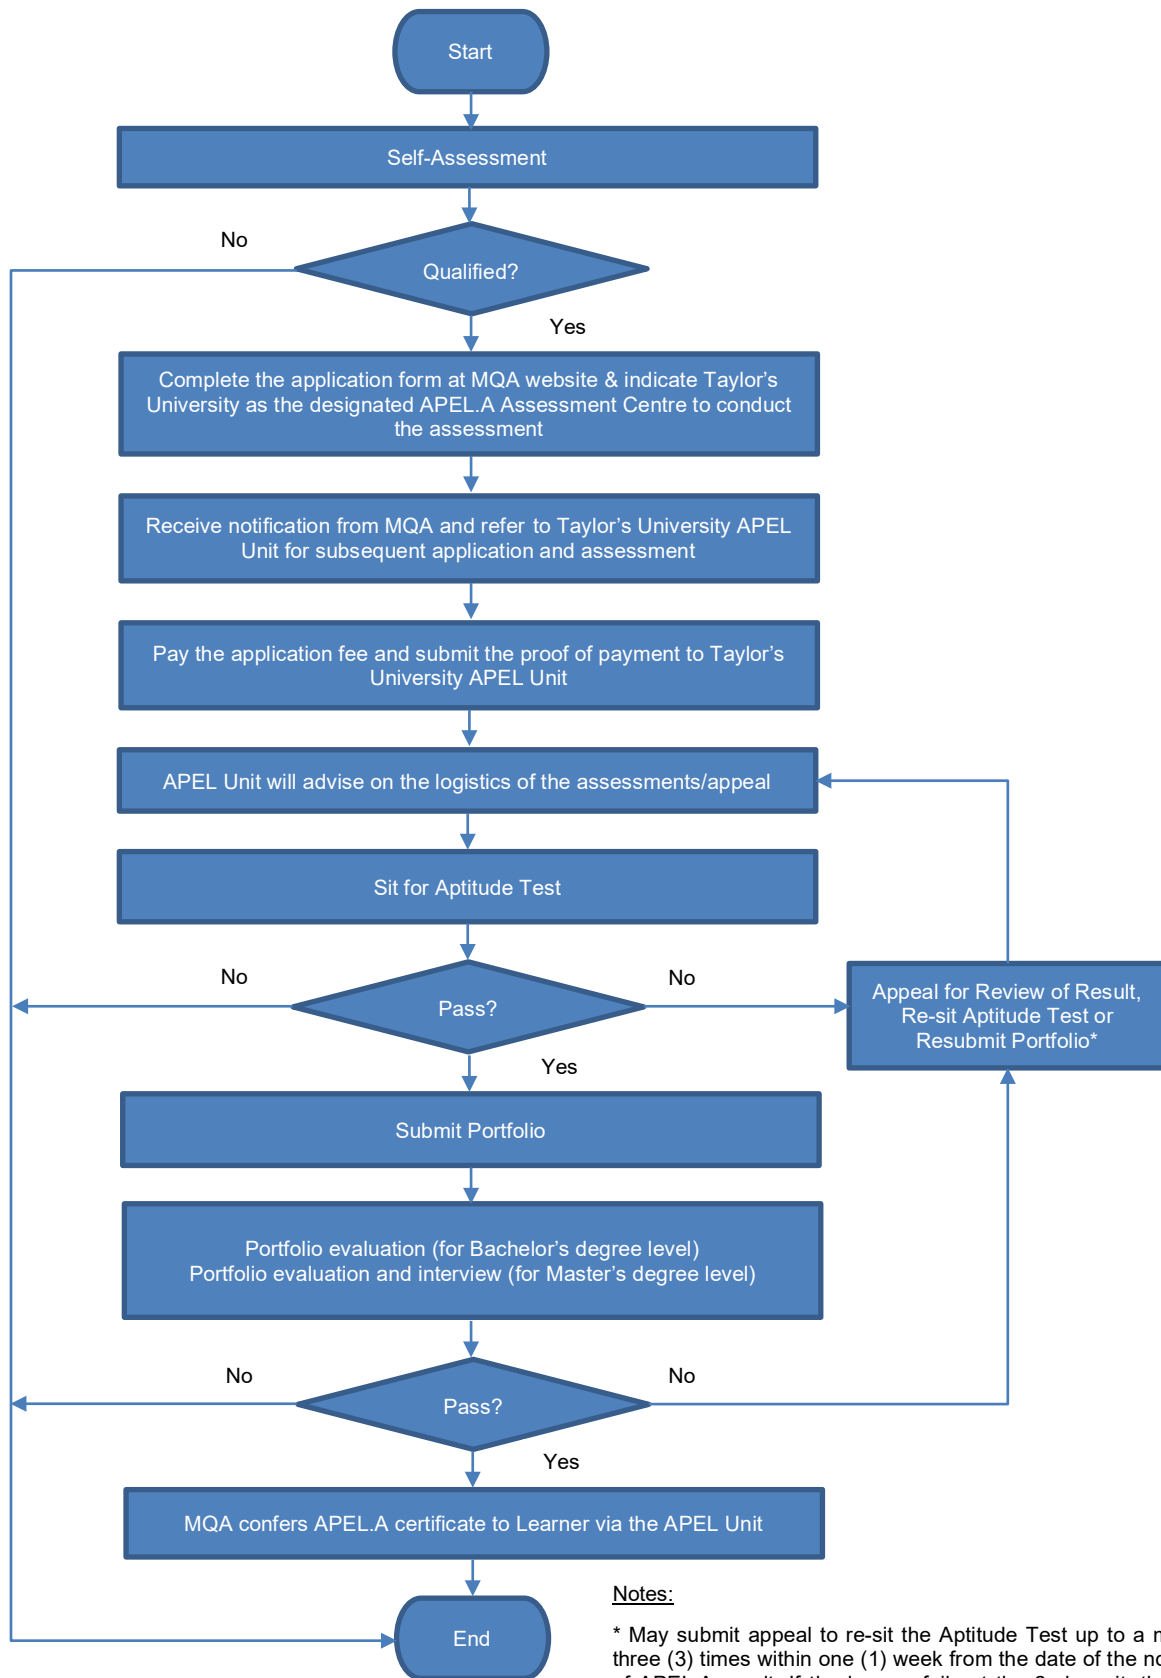 Start
Self-Assessment
No
Qualified?
Yes
Complete the application form at MQA website & indicate Taylor's
University as the designated APEL.A Assessment Centre to conduct
the assessment
Receive notification from MQA and refer to Taylor's University APEL
Unit for subsequent application and assessment
Pay the application fee and submit the proof of payment to Taylor's
University APEL Unit
APEL Unit will advise on the logistics of the assessments/appeal
Sit for Aptitude Test
No
Pass?
No
Appeal for Review of Result,
Re-sit Aptitude Test or
Resubmit Portfolio*
Yes
Submit Portfolio
Portfolio evaluation (for Bachelor's degree level)
Portfolio evaluation and interview (for Master's degree level)
No
Pass?
No
Yes
MQA confers APEL.A certificate to Learner via the APEL Unit
End
Notes:
* May submit appeal to re-sit the Aptitude Test up to a
three (3) times within one (1) week from the date of the